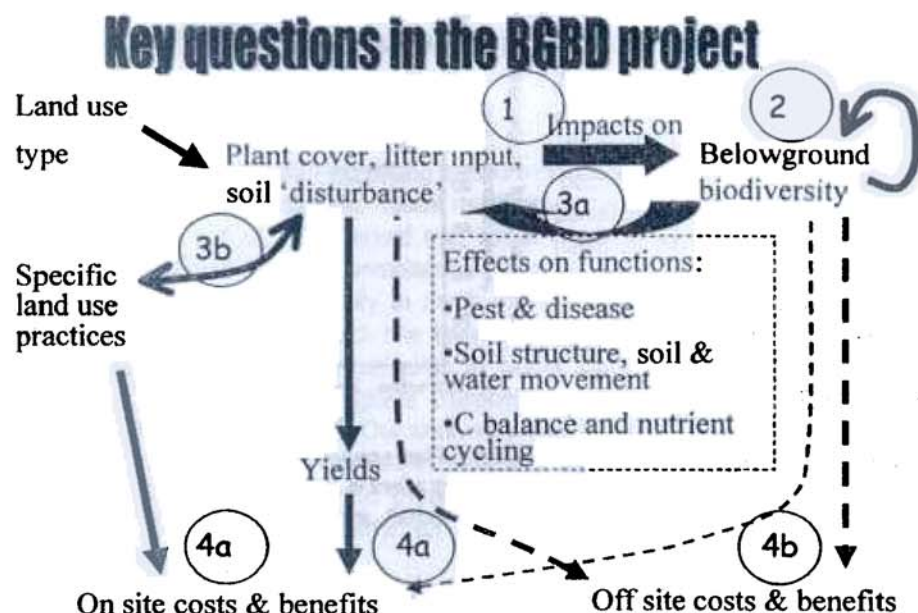 Key questions in the BGBD project
Land use
type
1
Impacts on
2
Plant cover, litter input,
soil 'disturbance'
Belowground
biodiversity
3a
3b
Specific
land use
practices
Effects on functions:
•Pest & disease
•Soil structure, soil &
water movement
•C balance and nutrient
cycling
Yields
4a
4a
4b
On site costs & benefits
Off site costs & benefits